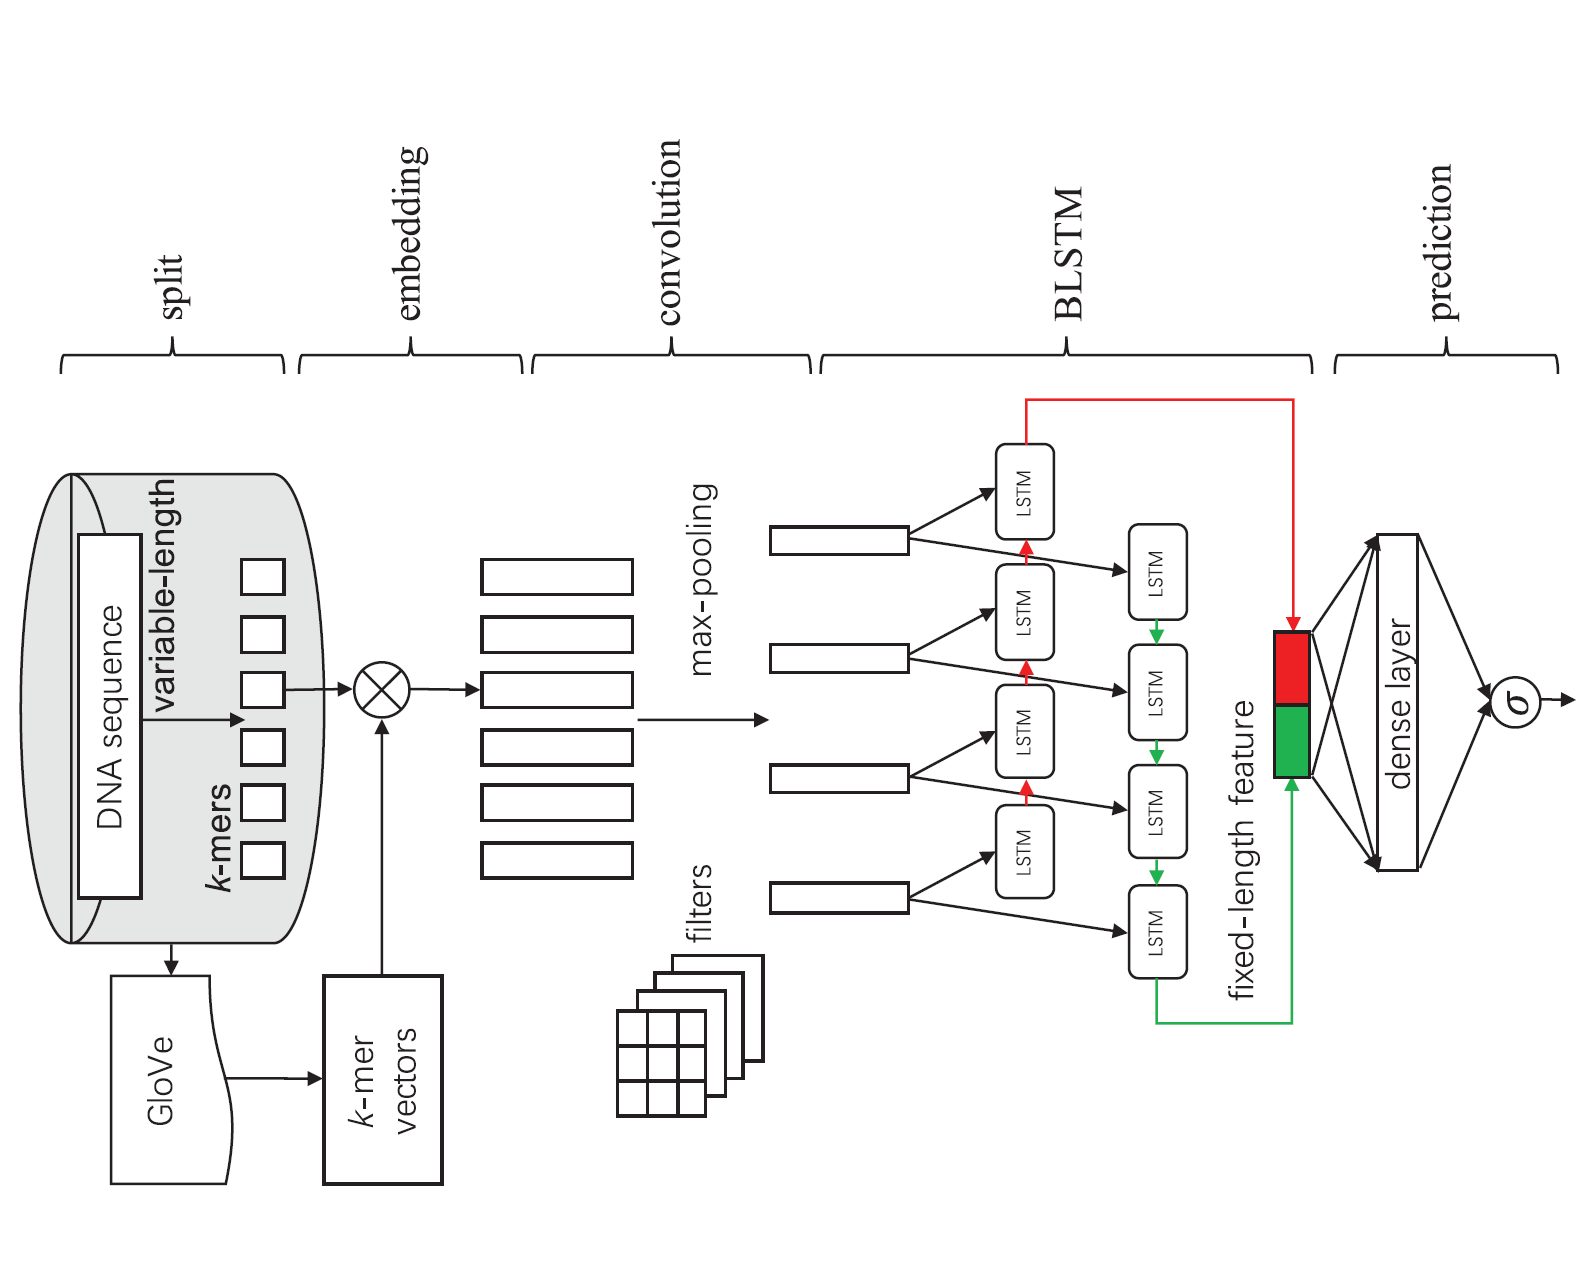 split
embedding
convolution
BLSTM
prediction
DNA sequence
variable-length
k-mers
GloVe
k-mer
vectors
max-pooling
filters
LSTM
LSTM
LSTM
LSTM
LSTM
LSTM
LSTM
LSTM
fixed-length feature
dense layer
σ